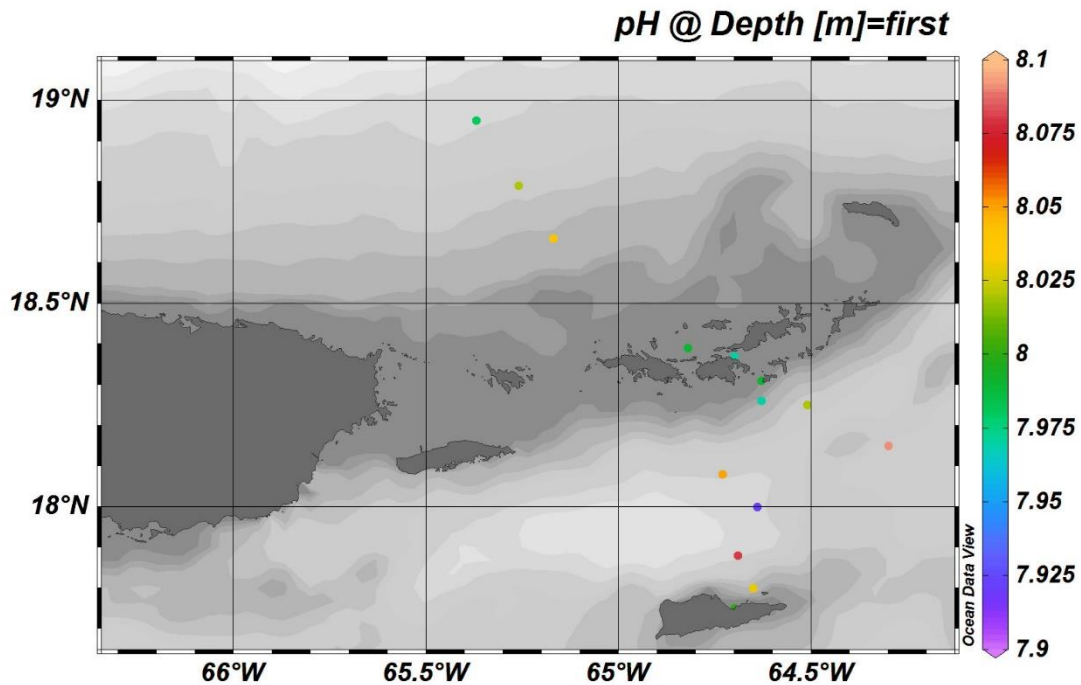 pH @ Depth [m]=first
19°N
18.5°N
18°N
66°W
65.5°W
65°W
64.5°W
8.1
8.075
8.05
8.025
8
7.975
7.95
7.925
7.9
Ocean Data View